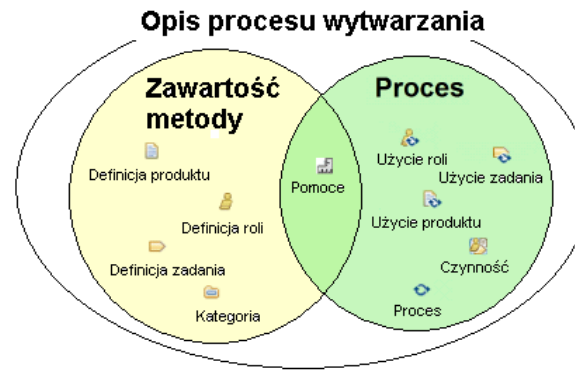 Opis procesu wytwarzania
Zawartość
metody
Proces
Definicja produktu
Definicja roli
Definicja zadania
Kategoria
Pomoce
Użycie roli
Użycie zadania
Użycie produktu
Czynność
Proces